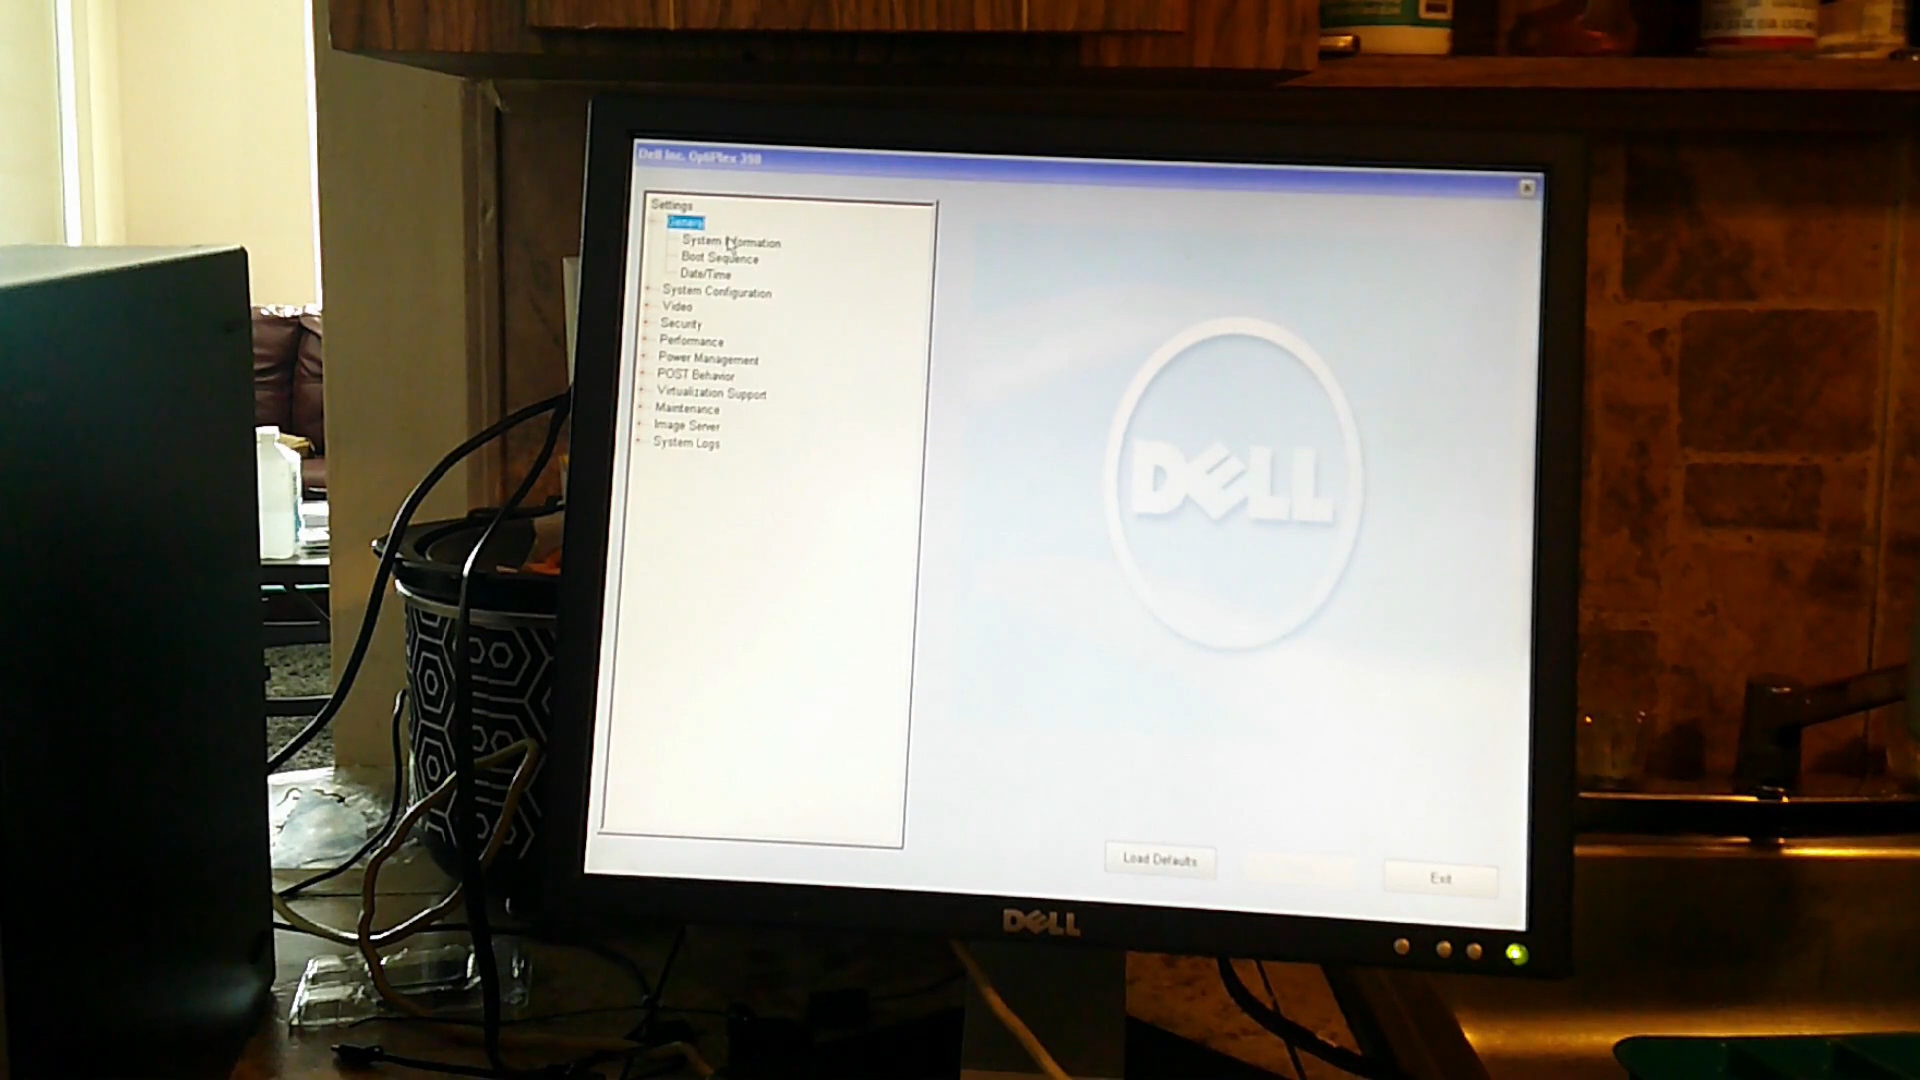 Dell Inc. OptiPlex 390
Settings
General
System Information
Boot Sequence
Date/Time
System Configuration
Video
Security
Performance
Power Management
POST Behavior
Virtualization Support
Maintenance
Image Server
System Logs
DELL
Load Defaults
Exit
DELL